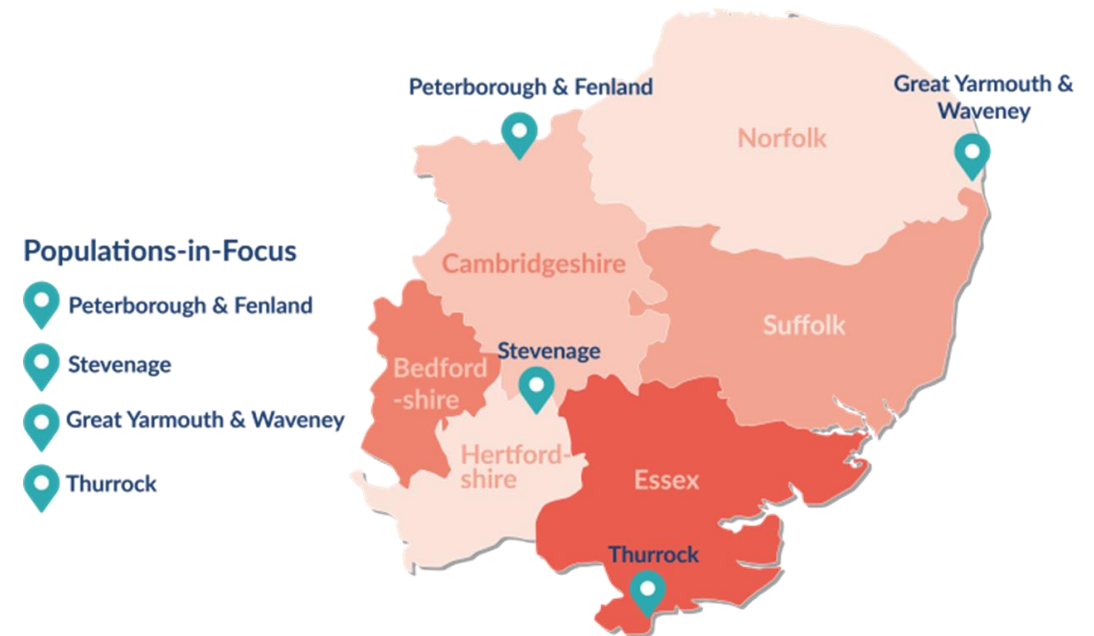 Peterborough & Fenland
Great Yarmouth &
Waveney
Norfolk
Populations-in-Focus
Peterborough & Fenland
Stevenage
Great Yarmouth & Waveney
Thurrock
Cambridgeshire
Suffolk
Stevenage
Bedford
-shire
Hertford-
shire
Essex
Thurrock